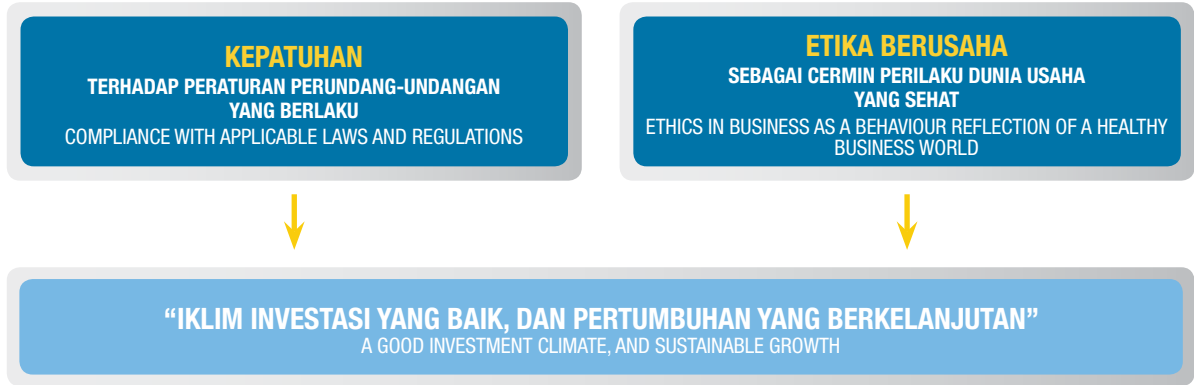 KEPATUHAN
TERHADAP PERATURAN PERUNDANG-UNDANGAN
YANG BERLAKU
COMPLIANCE WITH APPLICABLE LAWS AND REGULATIONS
ETIKA BERUSAHA
SEBAGAI CERMIN PERILAKU DUNIA USAHA
YANG SEHAT
ETHICS IN BUSINESS AS A BEHAVIOUR REFLECTION OF A HEALTHY
BUSINESS WORLD
“IKLIM INVESTASI YANG BAIK, DAN PERTUMBUHAN YANG BERKELANJUTAN”
A GOOD INVESTMENT CLIMATE, AND SUSTAINABLE GROWTH